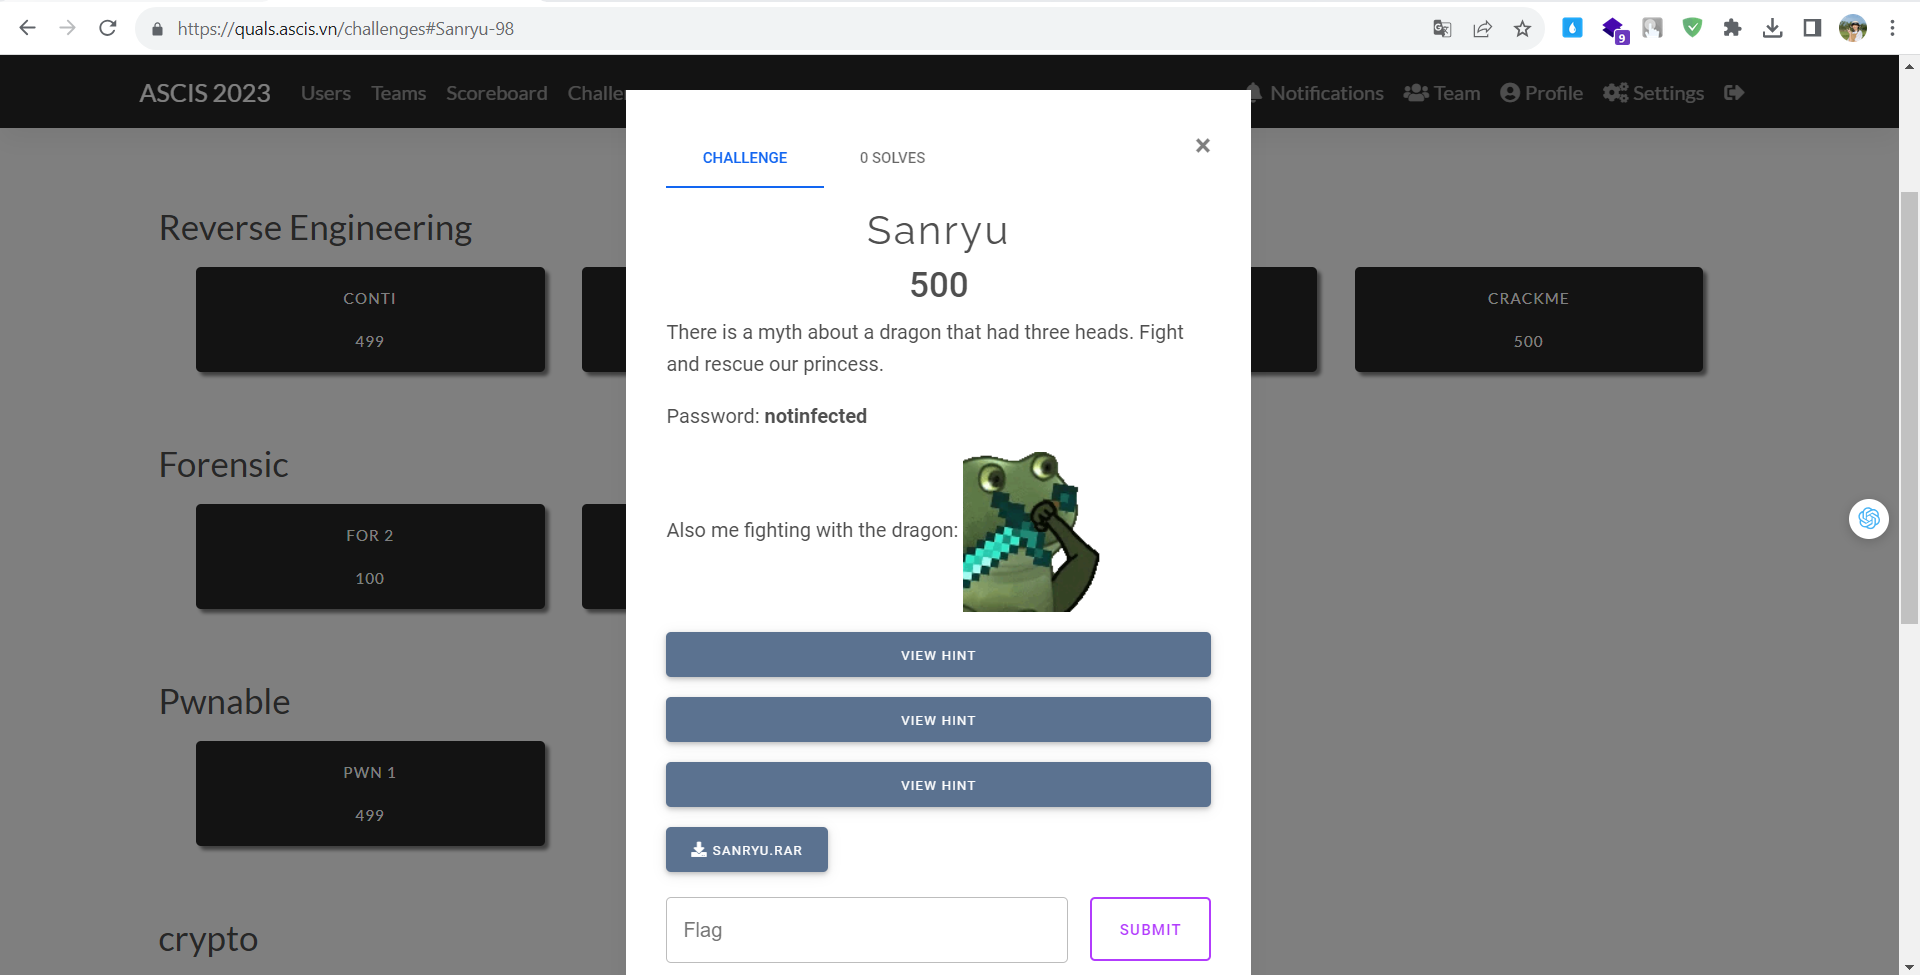 https://quals.ascis.vn/challenges#Sanryu-98
9
ASCIS 2023
Users
Teams
Scoreboard
Notifications
Team
Profile
Settings
CHALLENGE
0 SOLVES
×
Sanryu
500
There is a myth about a dragon that had three heads. Fight
and rescue our princess.
Password: notinfected
Also me fighting with the dragon:
VIEW HINT
VIEW HINT
VIEW HINT
SANRYU.RAR
Flag
SUBMIT
Reverse Engineering
CONTI
499
CRACKME
500
Forensic
FOR 2
100
Pwnable
PWN 1
499
crypto